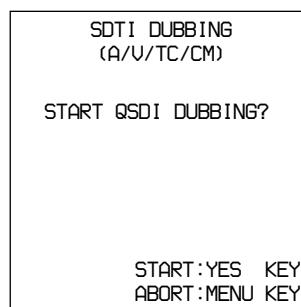 SDTI DUBBING
(A/V/TC/CM)
START QSDI DUBBING?
START:YES KEY
ABORT:MENU KEY